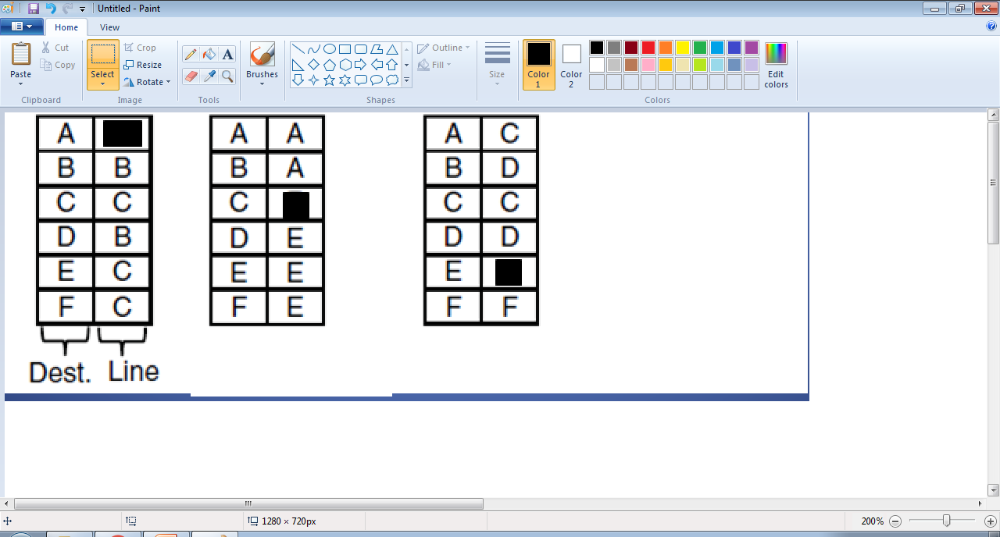 Untitled - Paint
Home View
Paste
Cut
Copy
Clipboard
Select
Crop
Resize
Rotate
Image
A
Tools
Brushes
Outline
Fill
Shapes
Size
Color 1
Color 2
Edit colors
Colors
A
B B
C C
D B
E C
F C
Dest. Line
A A
B A
C
D E
E E
F E
A C
B D
C C
D D
E
F F
1280 × 720px
200%